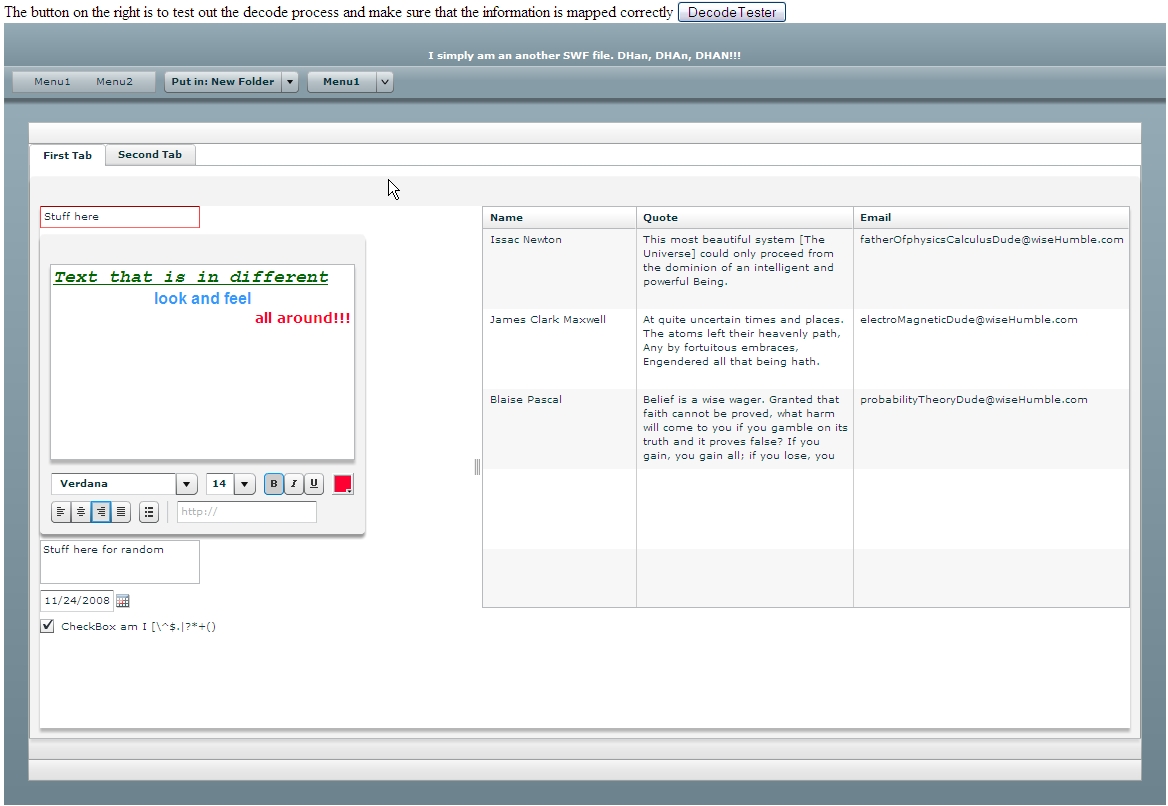 The button on the right is to test out the decode process and make sure that the information is mapped correctly DecodeTester
I simply am an another SWF file. DHan, DHAn, DHAN!!!
Menu1 Menu2 Put in: New Folder Menu1
First Tab Second Tab
Stuff here
Text that is in different
look and feel
all around!!!
Verdana 14 B I U
http://
Stuff here for random
11/24/2008
CheckBox am I [\^$.|?*+()
Name Quote Email
Issac Newton
This most beautiful system [The
Universe] could only proceed from
the dominion of an intelligent and
powerful Being.
fatherOfphysicsCalculusDude@wiseHumble.com
James Clark Maxwell
At quite uncertain times and places.
The atoms left their heavenly path,
Any by fortuitous embraces,
Engendered all that being hath.
electroMagneticDude@wiseHumble.com
Blaise Pascal
Belief is a wise wager. Granted that
faith cannot be proved, what harm
will come to you if you gamble on its
truth and it proves false? If you
gain, you gain all; if you lose, you
probabilityTheoryDude@wiseHumble.com